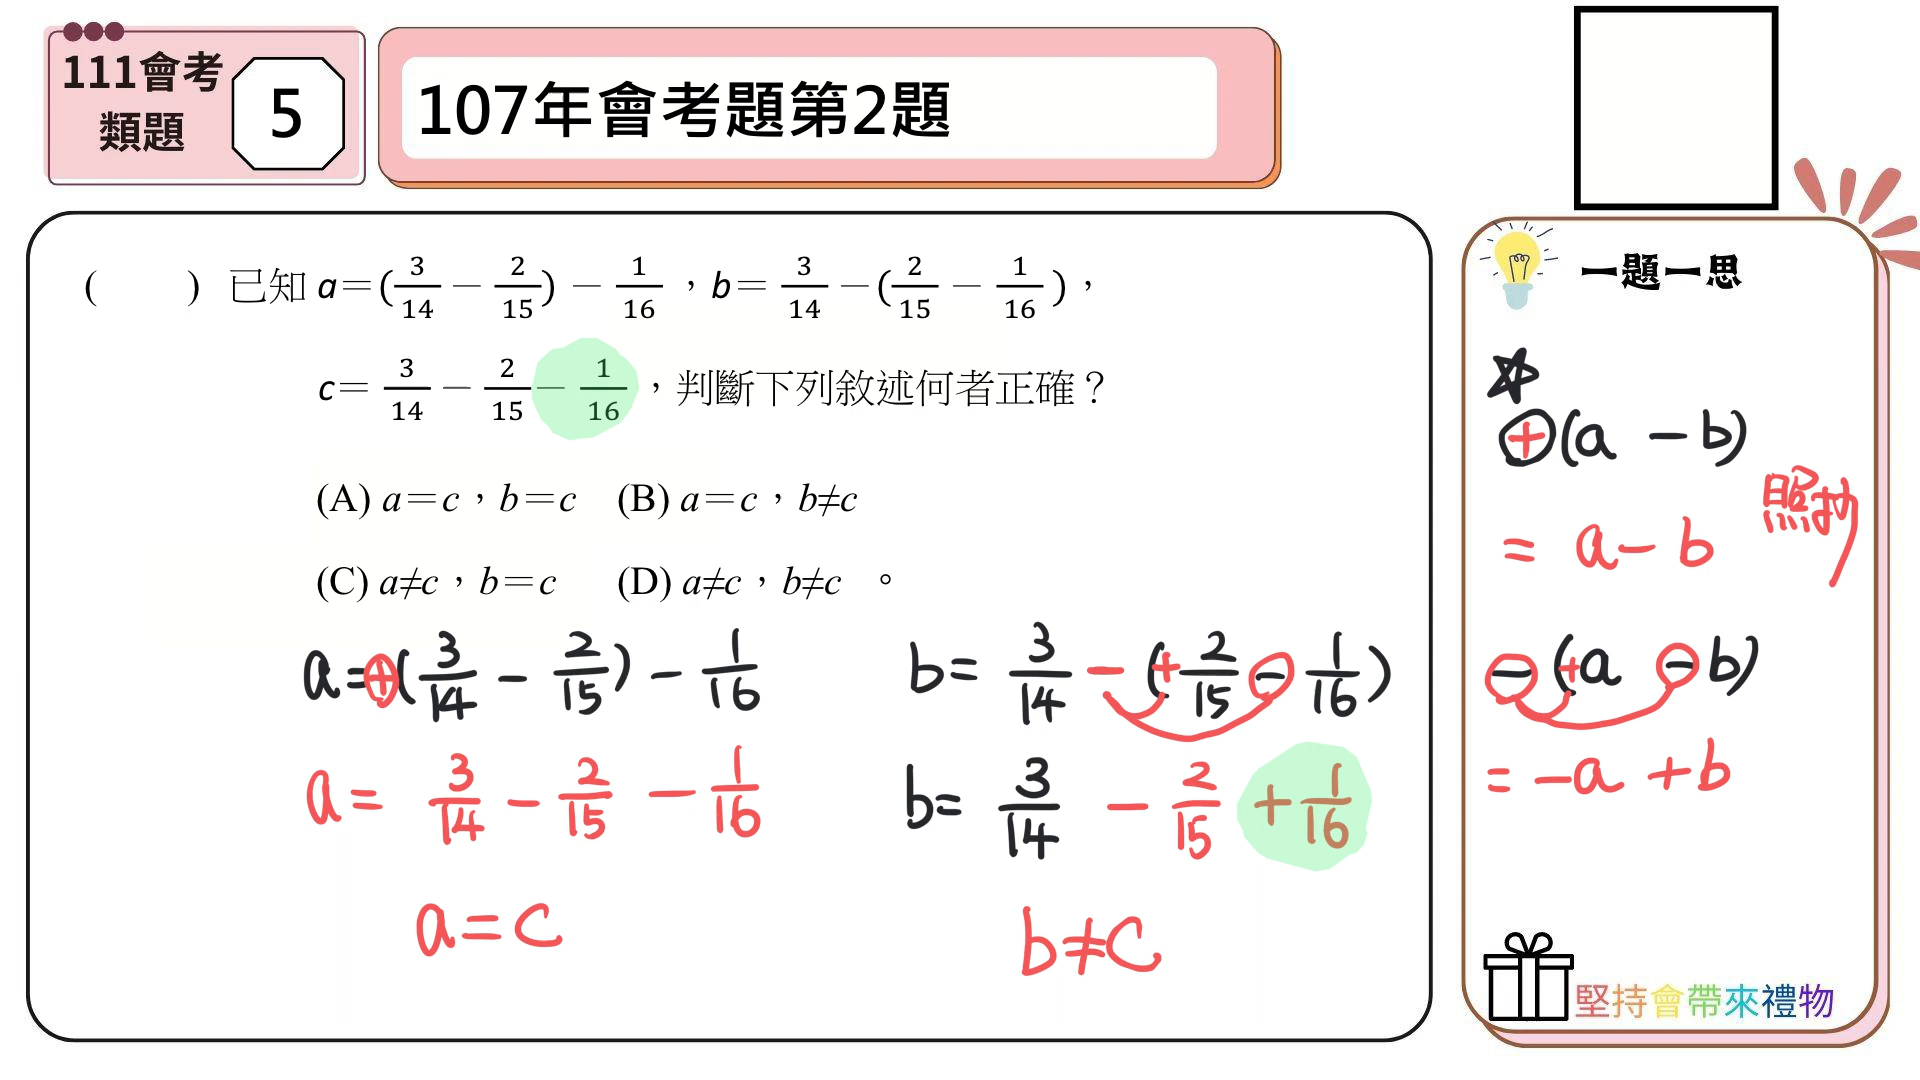 111會考
類題
5
107年會考題第2題
( ) 已知 a=(3/14－2/15)－1/16，b=3/14－(2/15－1/16)，
c=3/14－2/15－1/16，判斷下列敘述何者正確？
(A) a＝c，b＝c (B) a＝c，b≠c
(C) a≠c，b＝c (D) a≠c，b≠c 。
a=+(3/14 - 2/15) - 1/16
a= 3/14 - 2/15 - 1/16
a=c
b= 3/14 - (+2/15 - 1/16)
b= 3/14 - 2/15 + 1/16
b≠c
一題一思
+(a - b)
= a - b 照抄
- (+a - b)
= -a + b
堅持會帶來禮物